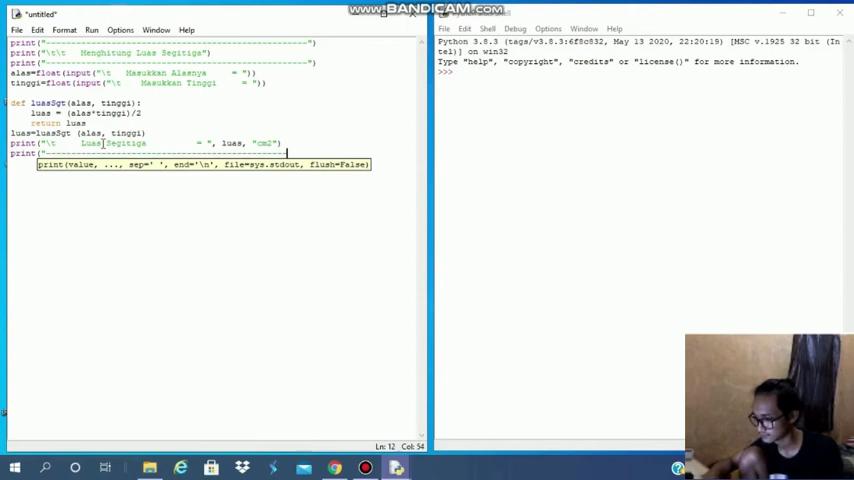 www.BANDICAM.com
*untitled*
File Edit Format Run Options Window Help
print("----------------------------------------------------------")
print("\t\t   Menghitung Luas Segitiga")
print("----------------------------------------------------------")
alas=float(input("\t   Masukkan Alasnya      = "))
tinggi=float(input("\t    Masukkan Tinggi      = "))
def luasSgt(alas, tinggi):
luas = (alas*tinggi)/2
return luas
luas=luasSgt (alas, tinggi)
print("\t      Luas Segitiga            = ", luas, "cm2")
print("-----------------------------------------------------
print(value, ..., sep=' ', end='\n', file=sys.stdout, flush=False)
Ln: 12 Col: 54
File Edit Shell Debug Options Window Help
Python 3.8.3 (tags/v3.8.3:6f8c832, May 13 2020, 22:20:19) [MSC v.1925 32 bit (In
tel)] on win32
Type "help", "copyright", "credits" or "license()" for more information.
>>>